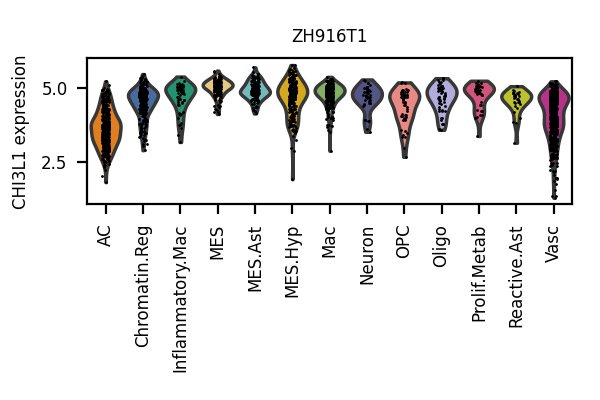 ZH916T1
CHI3L1 expression
5.0
2.5
AC
Chromatin.Reg
Inflammatory.Mac
MES
MES.Ast
MES.Hyp
Mac
Neuron
OPC
Oligo
Prolif.Metab
Reactive.Ast
Vasc